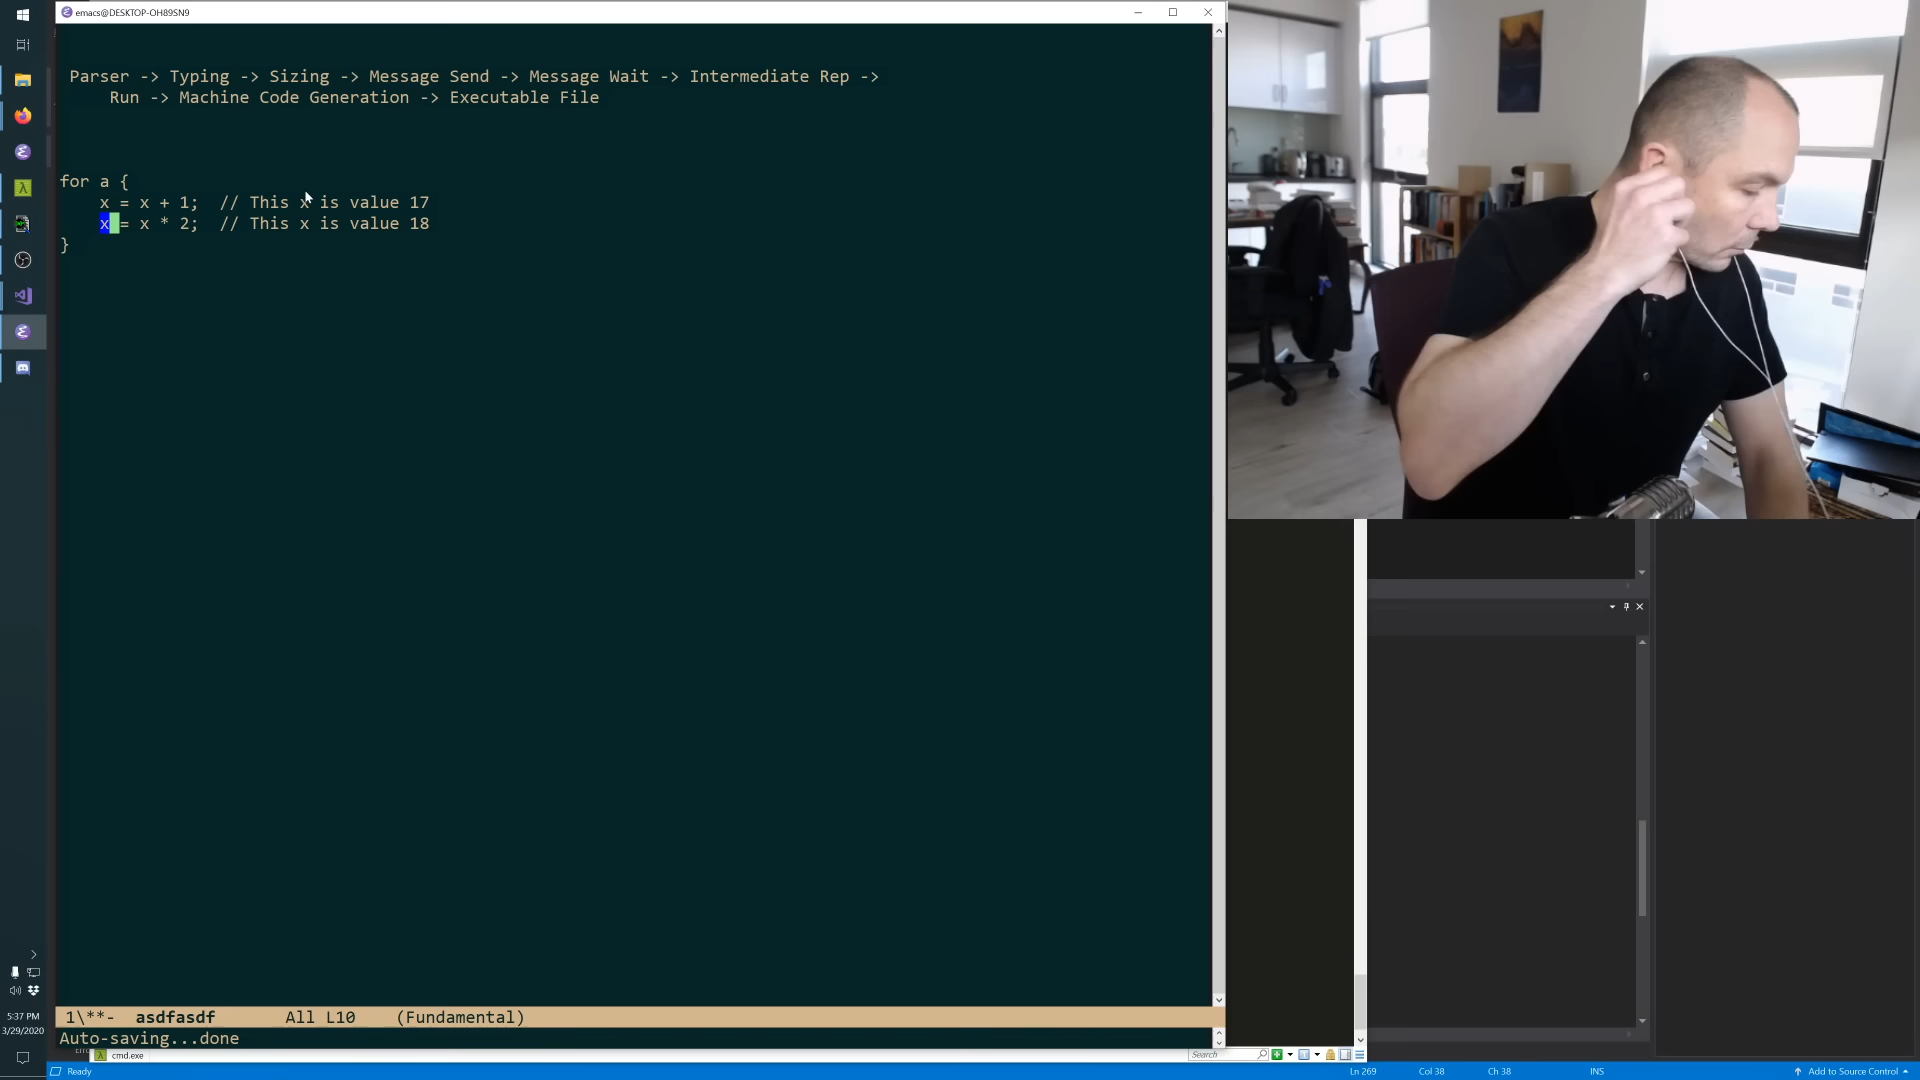 emacs@DESKTOP-OH89SN9
Parser -> Typing -> Sizing -> Message Send -> Message Wait -> Intermediate Rep ->
Run -> Machine Code Generation -> Executable File
for a {
x = x + 1;  // This x is value 17
x = x * 2;  // This x is value 18
}
1\**-  asdfasdf       All L10    (Fundamental)
Auto-saving...done
cmd.exe
Search
Ready
Ln 269
Col 38
Ch 38
INS
Add to Source Control
5:37 PM
3/29/2020